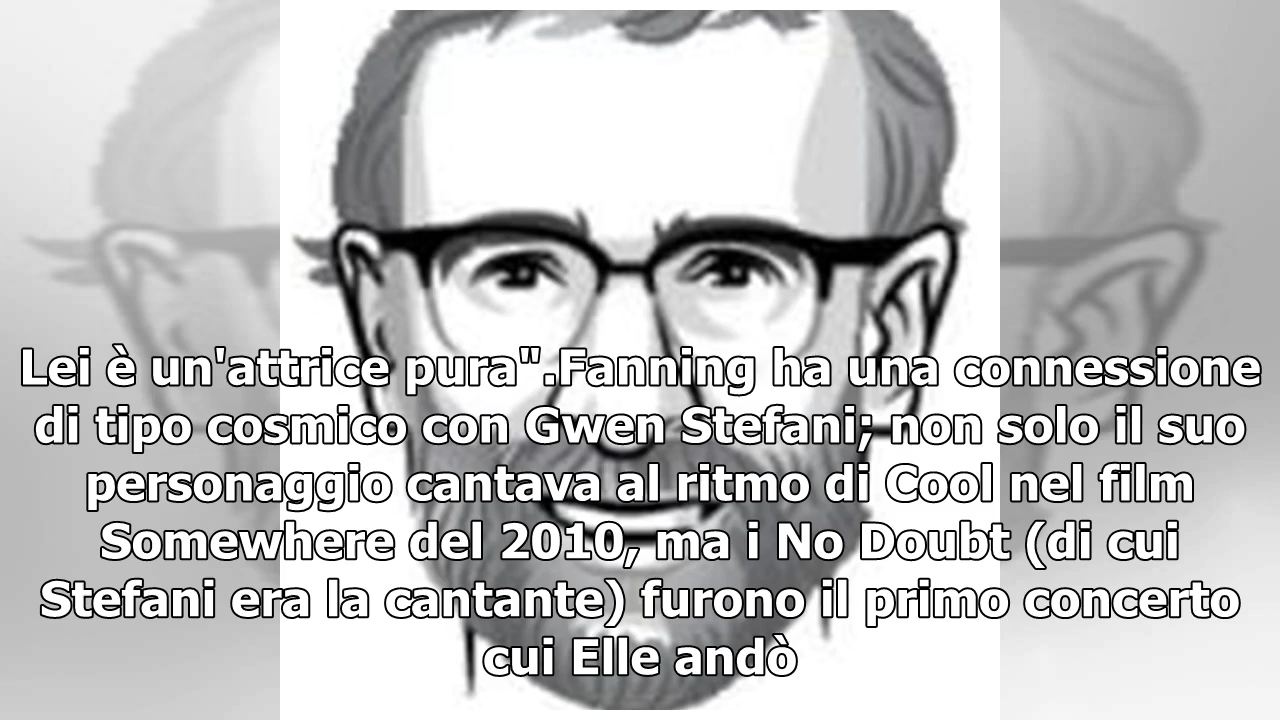 Lei è un'attrice pura".Fanning ha una connessione
di tipo cosmico con Gwen Stefani; non solo il suo
personaggio cantava al ritmo di Cool nel film
Somewhere del 2010, ma i No Doubt (di cui
Stefani era la cantante) furono il primo concerto
cui Elle andò